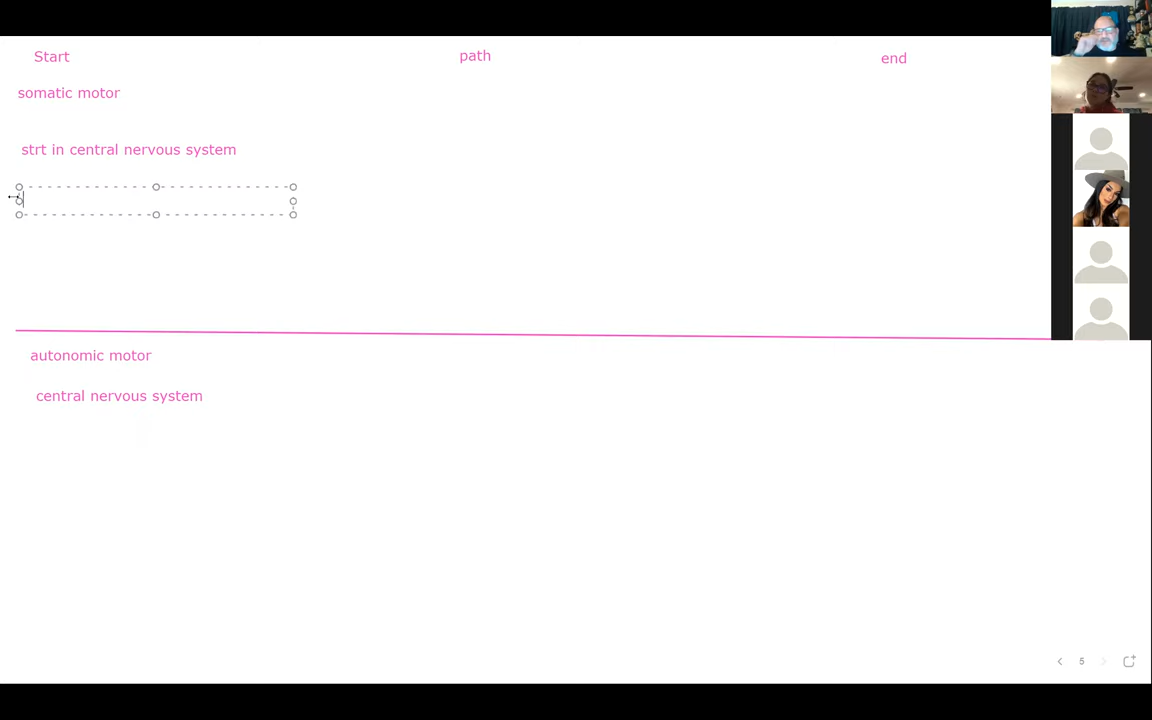 Start path end
somatic motor
strt in central nervous system
autonomic motor
central nervous system
5